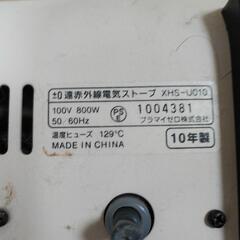 ±0 遠赤外線電気ストーブ XHS-U010
100V 800W
50/60Hz
PS
E
1004381
プラマイゼロ株式会社
温度ヒューズ 129℃
MADE IN CHINA
10年製